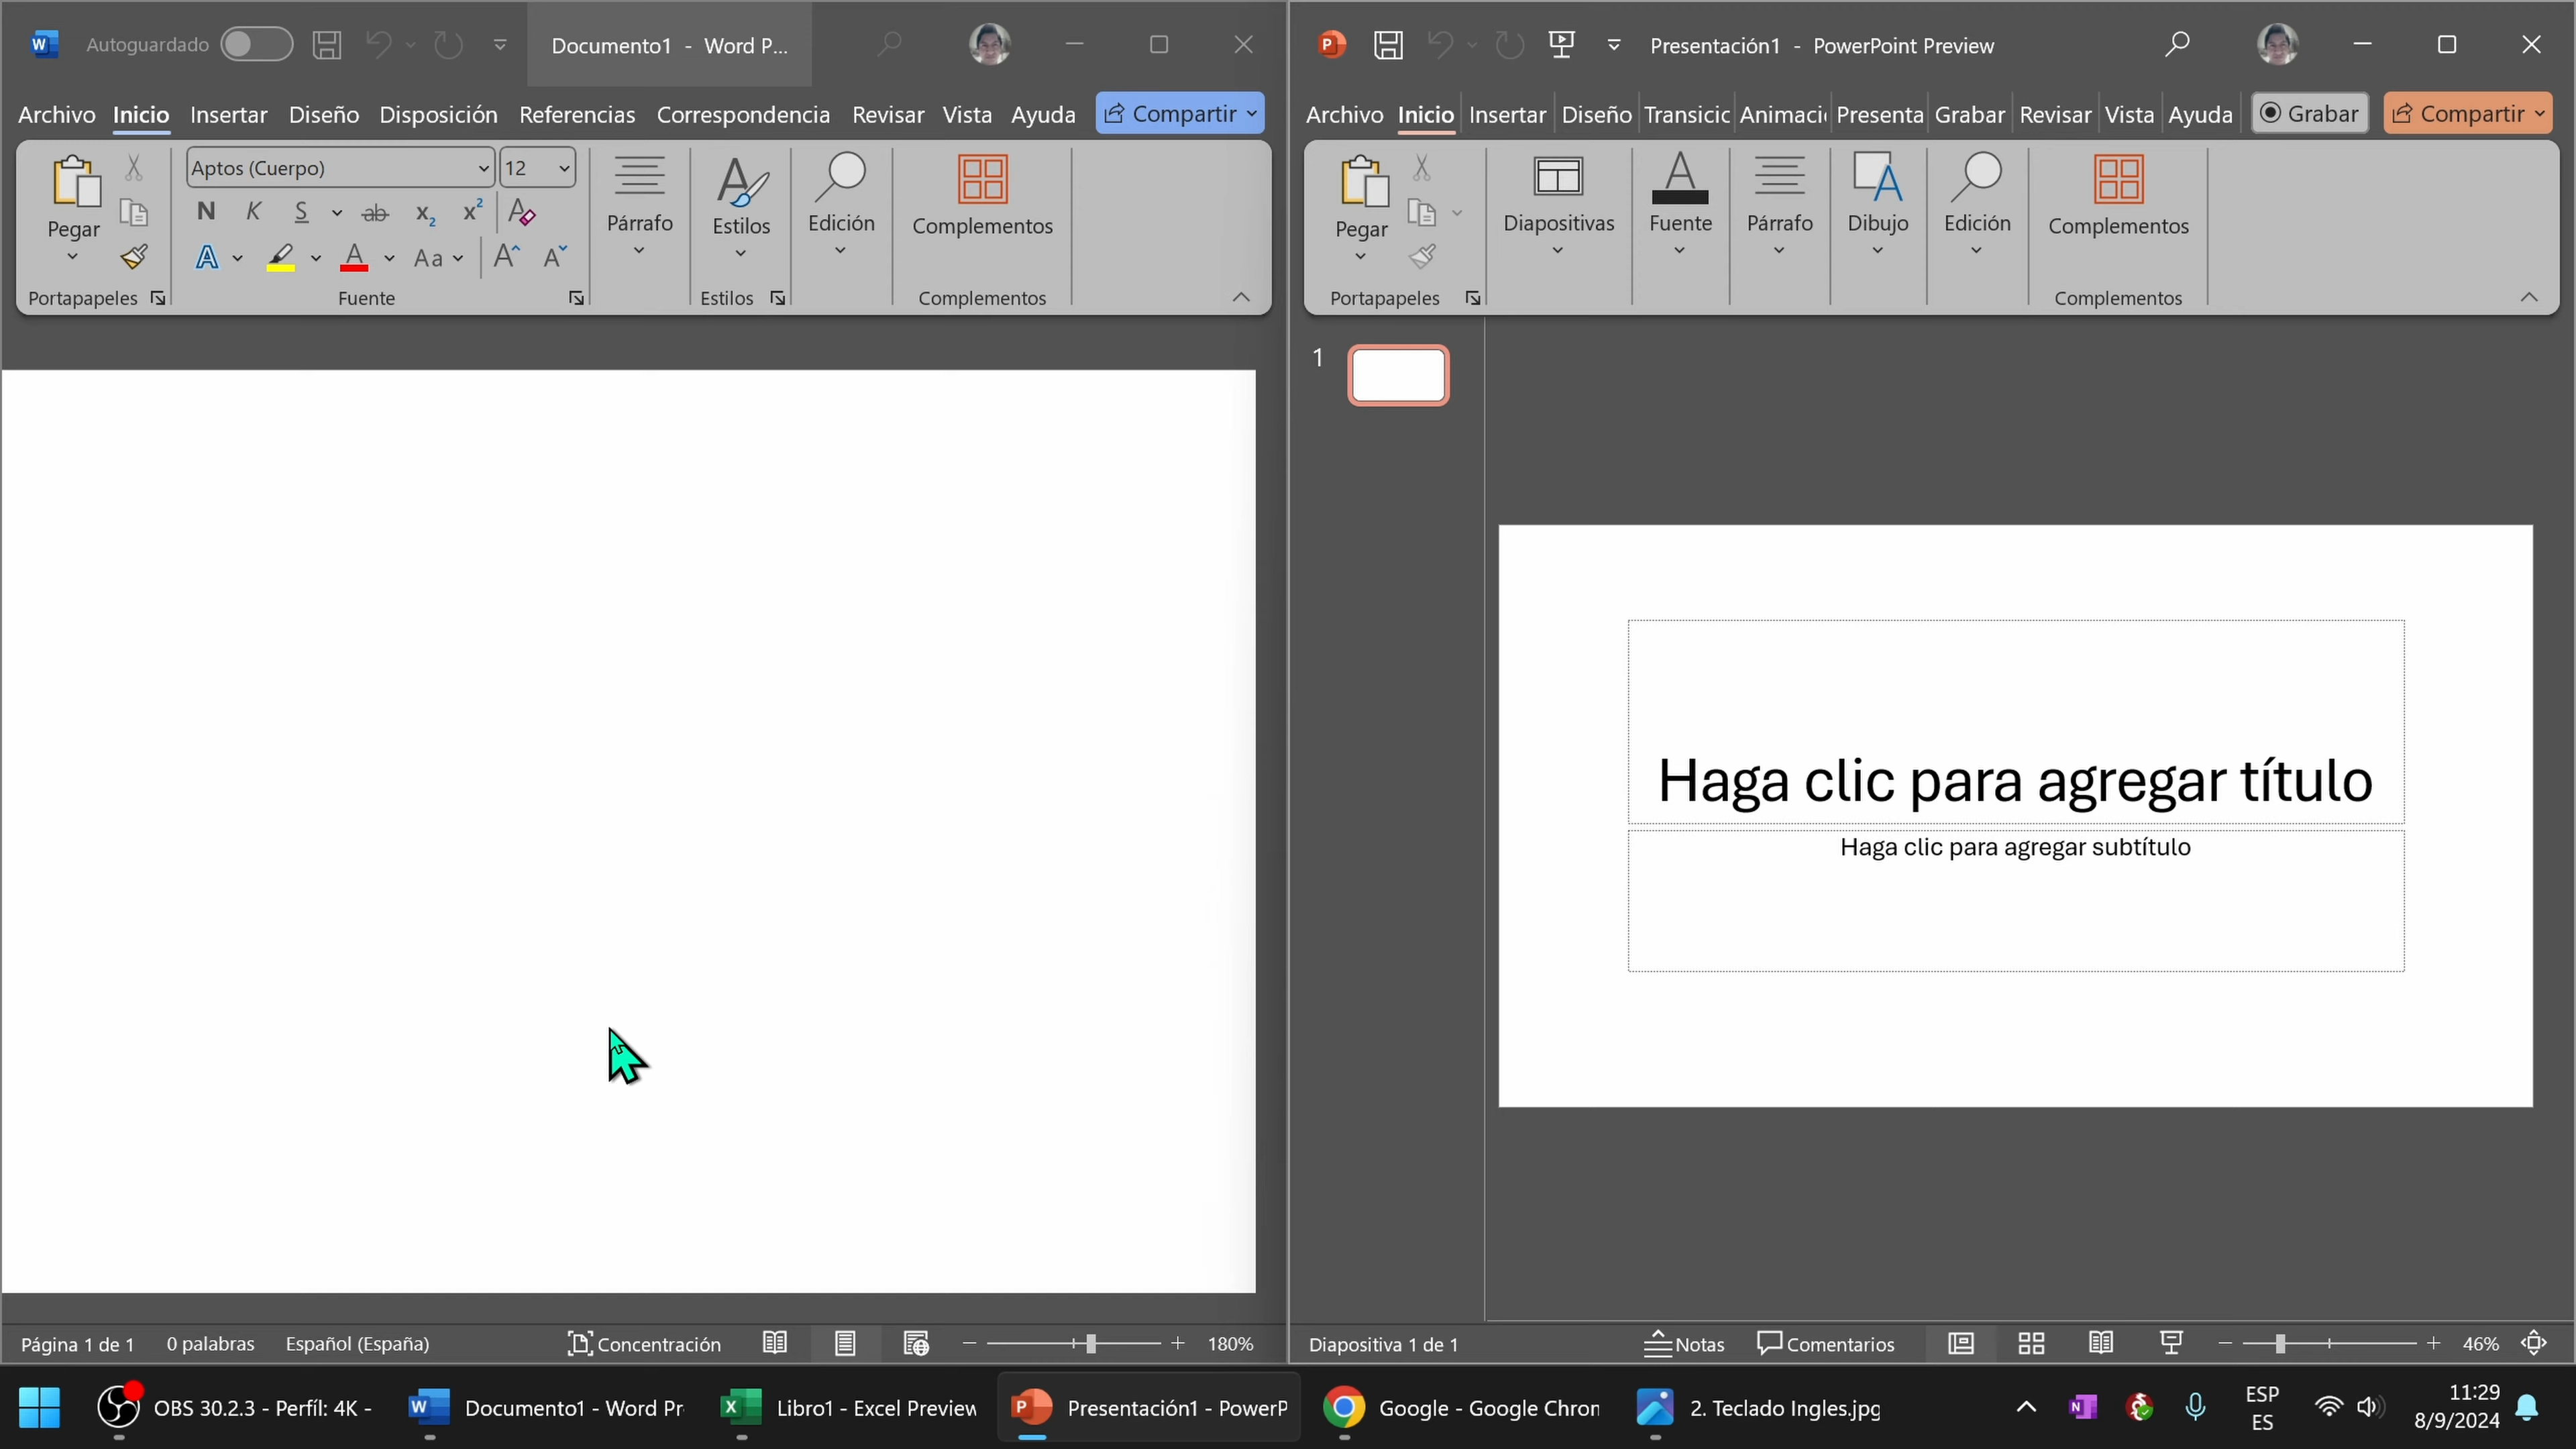 Autoguardado
Documento1 - Word P...
Archivo Inicio Insertar Diseño Disposición Referencias Correspondencia Revisar Vista Ayuda Compartir
Pegar
Portapapeles
Aptos (Cuerpo) 12
N K S ab x2 x2 A
A A Aa A A
Fuente
Párrafo
Estilos
Estilos
Edición
Complementos
Complementos
Página 1 de 1 0 palabras Español (España) Concentración 180%
Presentación1 - PowerPoint Preview
Archivo Inicio Insertar Diseño Transicic Animaci Presenta Grabar Revisar Vista Ayuda Grabar Compartir
Pegar
Portapapeles
Diapositivas
Fuente
Párrafo
Dibujo
Edición
Complementos
Complementos
1
Haga clic para agregar título
Haga clic para agregar subtítulo
Diapositiva 1 de 1 Notas Comentarios 46%
OBS 30.2.3 - Perfíl: 4K -
Documento1 - Word Pr
Libro1 - Excel Preview
Presentación1 - PowerP
Google - Google Chron
2. Teclado Ingles.jpg
ESP
ES
11:29
8/9/2024